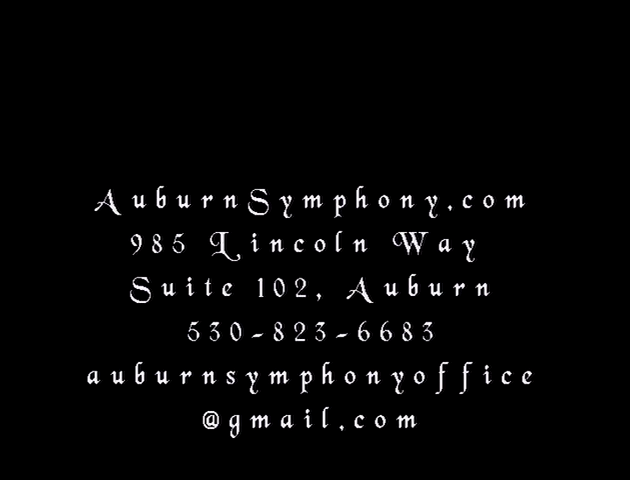 AuburnSymphony.com
985 Lincoln Way
Suite 102, Auburn
530-823-6683
auburnsymphonyoffice
@gmail.com